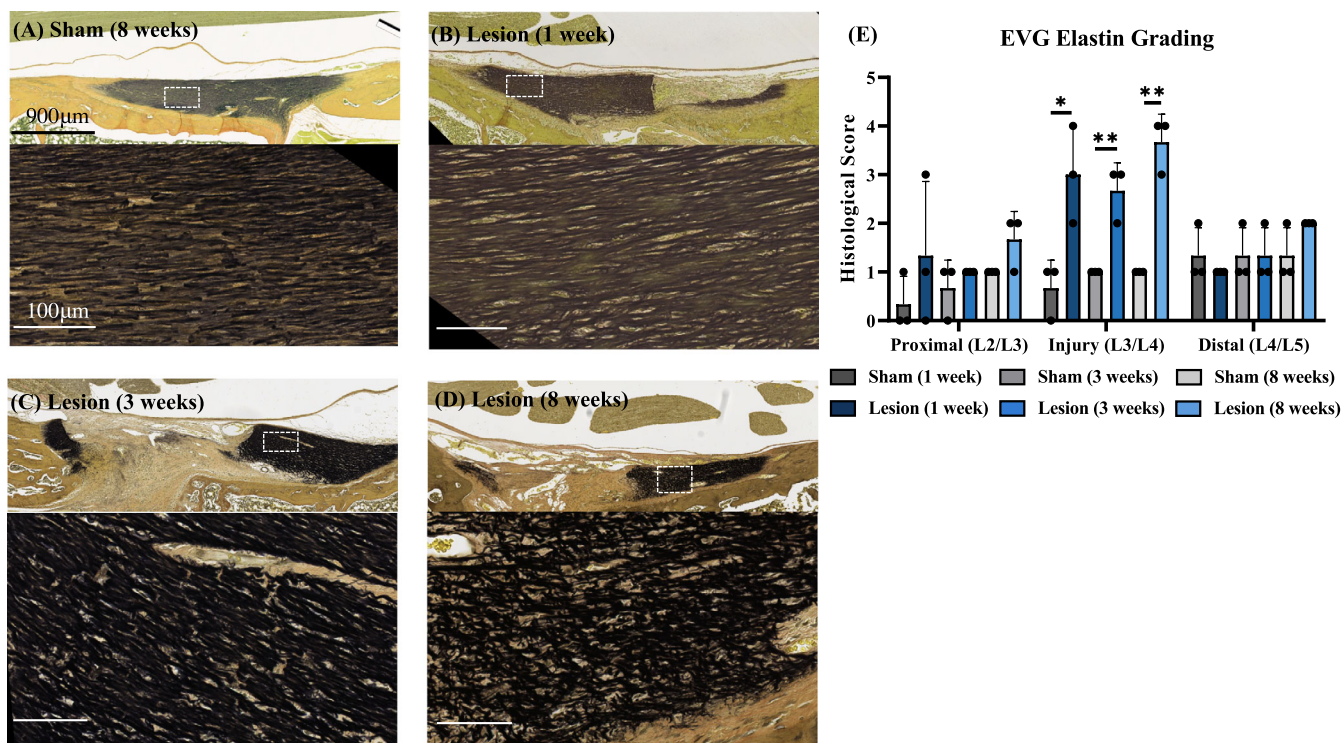 (A) Sham (8 weeks)
900µm
100µm
(B) Lesion (1 week)
(C) Lesion (3 weeks)
(D) Lesion (8 weeks)
(E)
EVG Elastin Grading
Histological Score
5
4
3
2
1
0
*
**
**
Proximal (L2/L3) Injury (L3/L4) Distal (L4/L5)
Sham (1 week) Sham (3 weeks) Sham (8 weeks)
Lesion (1 week) Lesion (3 weeks) Lesion (8 weeks)